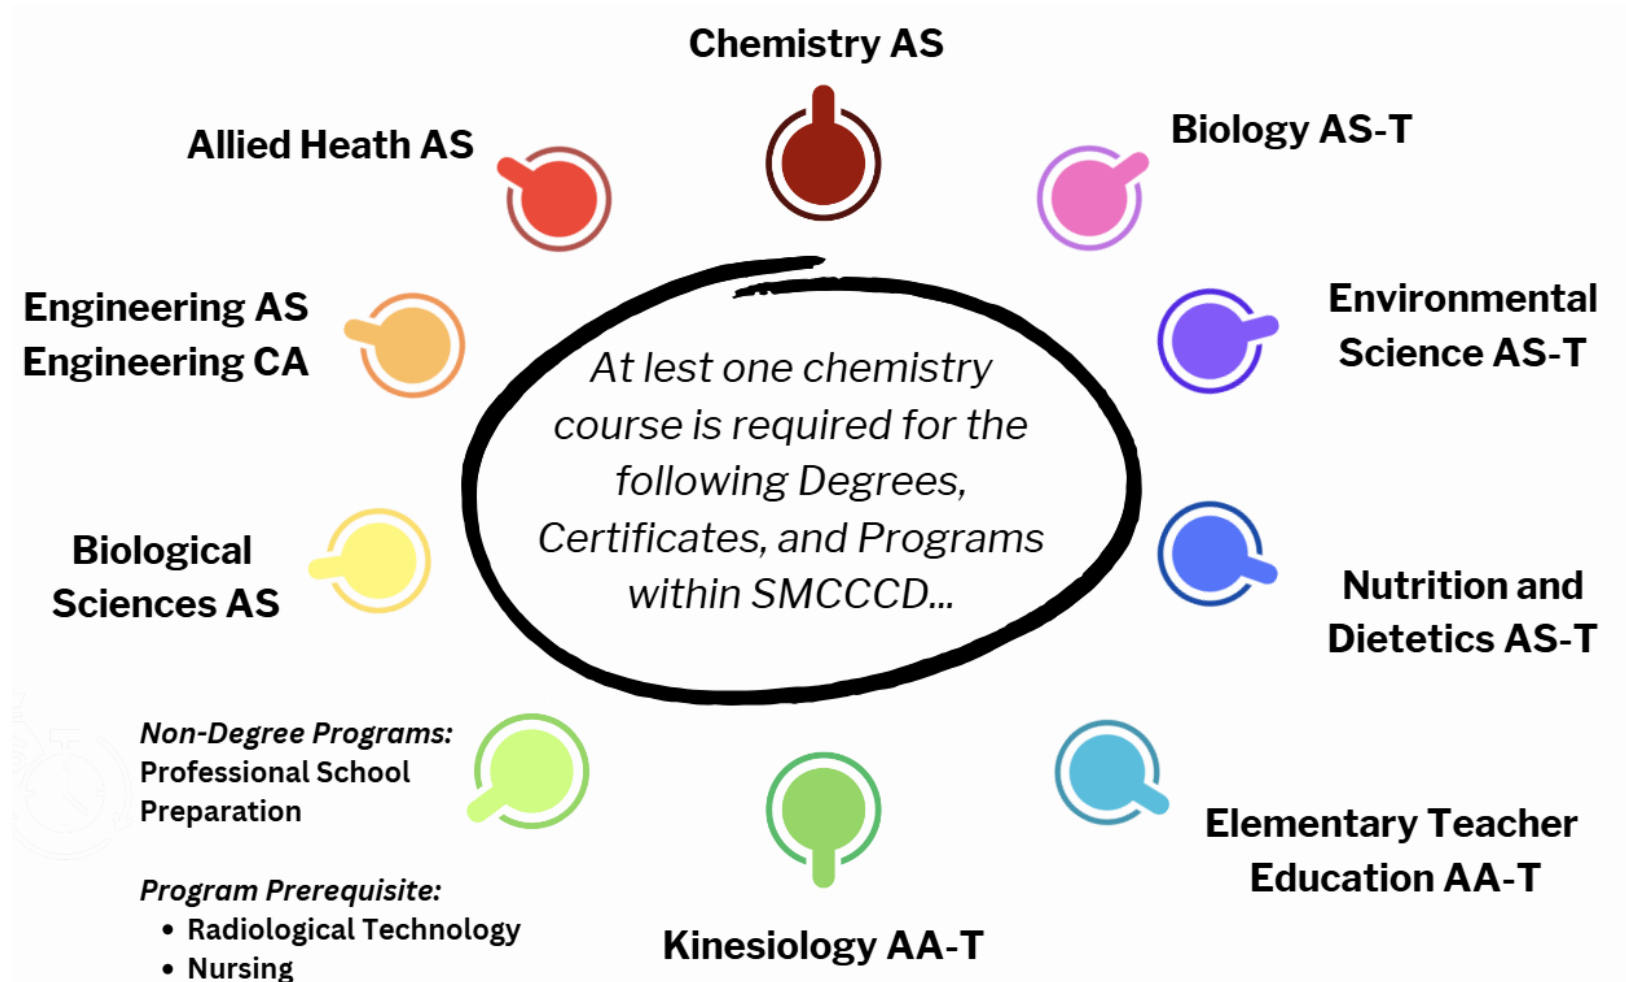 Chemistry AS
Allied Heath AS
Biology AS-T
Engineering AS
Engineering CA
Environmental
Science AS-T
At lest one chemistry
course is required for the
following Degrees,
Certificates, and Programs
within SMCCCD...
Biological
Sciences AS
Nutrition and
Dietetics AS-T
Non-Degree Programs:
Professional School
Preparation
Program Prerequisite:
• Radiological Technology
• Nursing
Kinesiology AA-T
Elementary Teacher
Education AA-T